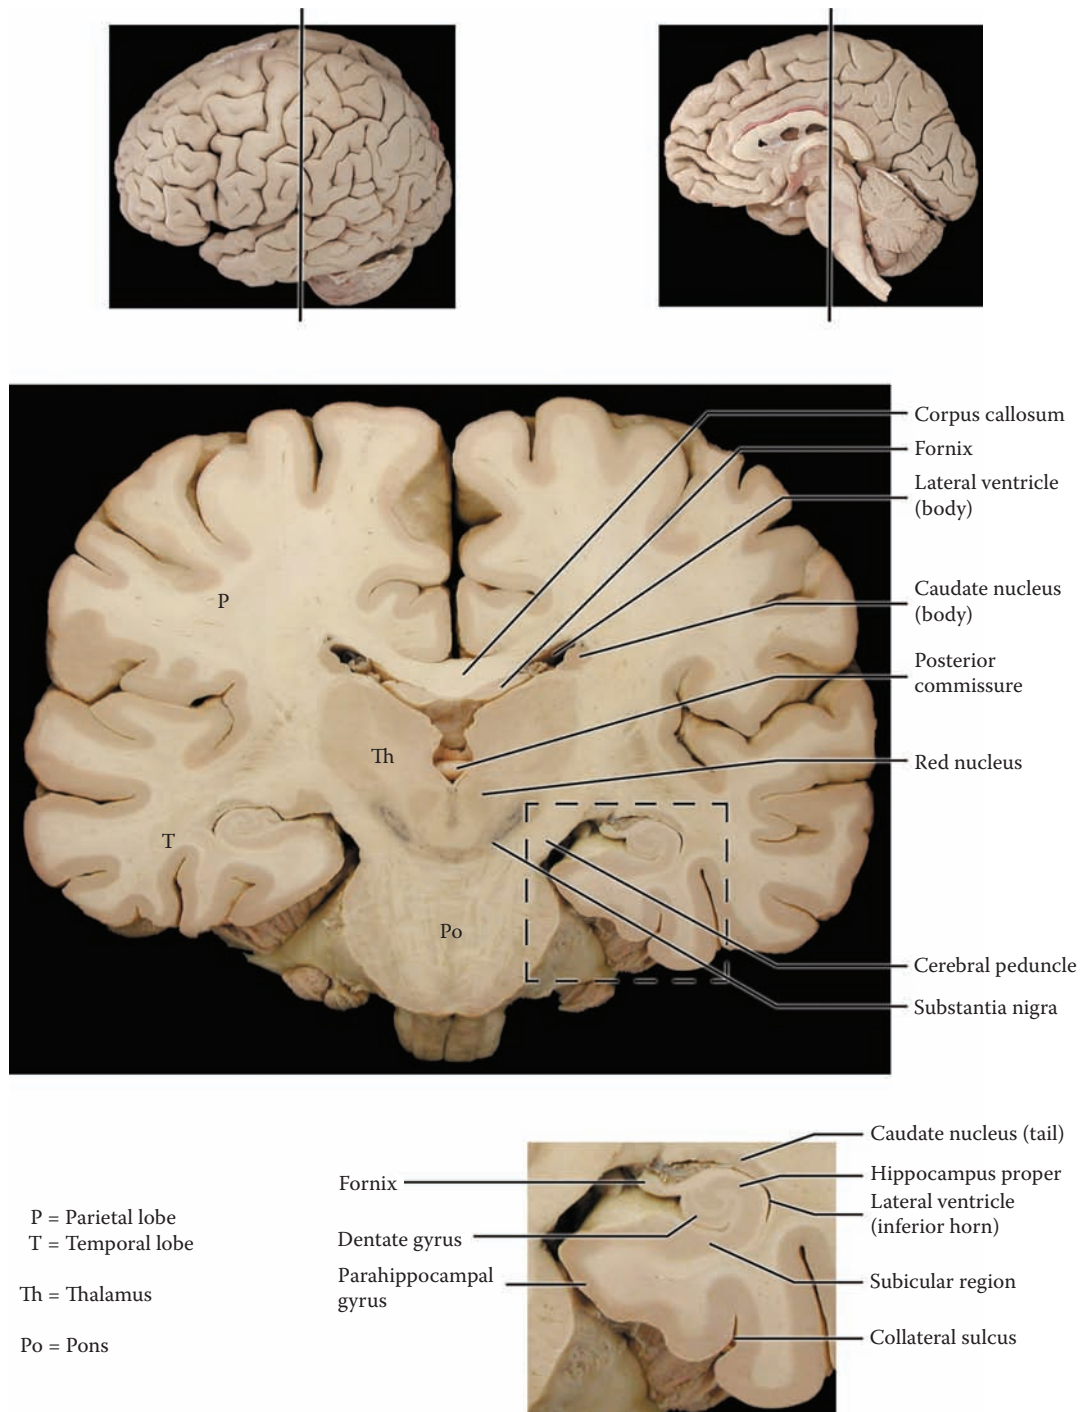 Corpus callosum
Fornix
Lateral ventricle
(body)
Caudate nucleus
(body)
Posterior
commissure
Red nucleus
Cerebral peduncle
Substantia nigra
P
Th
T
Po
Caudate nucleus (tail)
Hippocampus proper
Lateral ventricle
(inferior horn)
Subicular region
Collateral sulcus
Fornix
Dentate gyrus
Parahippocampal
gyrus
P = Parietal lobe
T = Temporal lobe
Th = Thalamus
Po = Pons